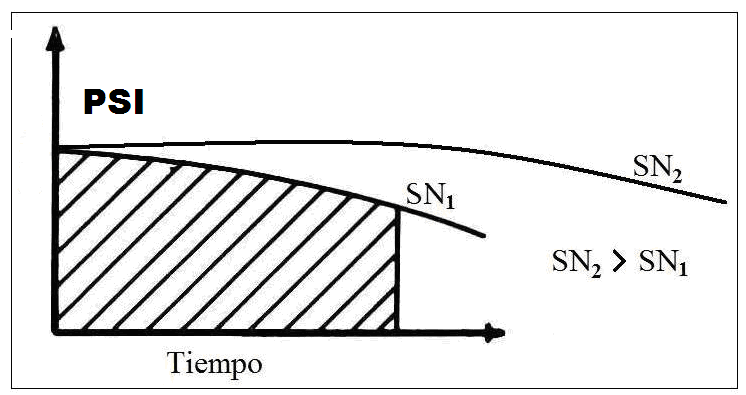 PSI
SN₂
SN₁
SN₂ > SN₁
Tiempo